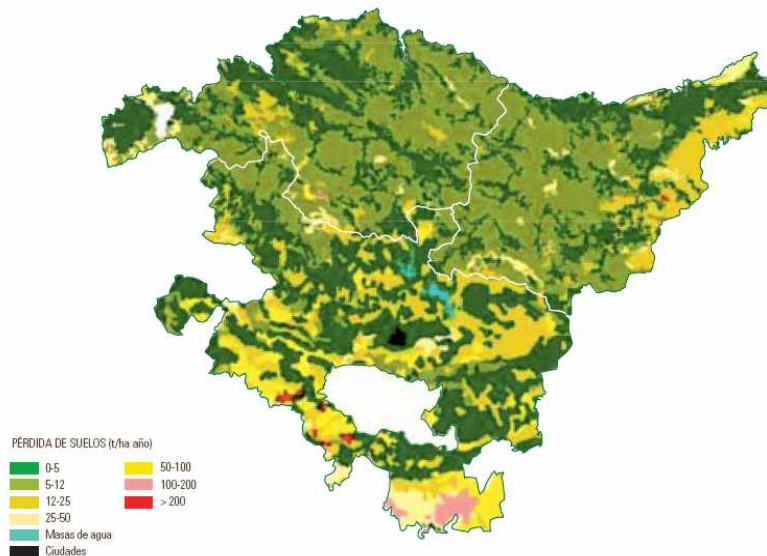 PÉRDIDA DE SUELOS (t/ha año)
0-5
5-12
12-25
25-50
Masas de agua
Ciudades
50-100
100-200
> 200